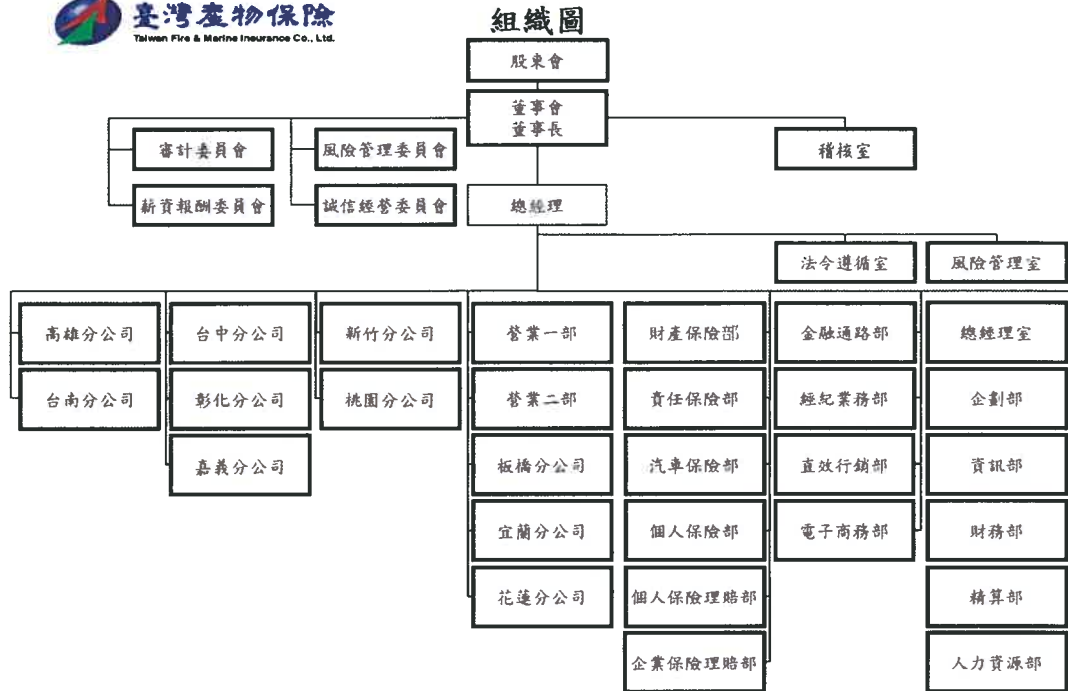 臺灣產物保險
Taiwan Fire & Marine Insurance Co., Ltd.
組織圖
股東會
董事會
董事長
審計委員會
風險管理委員會
稽核室
薪資報酬委員會
誠信經營委員會
總經理
法令遵循室
風險管理室
高雄分公司
台中分公司
新竹分公司
營業一部
財產保險部
金融通路部
總經理室
台南分公司
彰化分公司
桃園分公司
營業二部
責任保險部
經紀業務部
企劃部
嘉義分公司
板橋分公司
汽車保險部
直效行銷部
資訊部
宜蘭分公司
個人保險部
電子商務部
財務部
花蓮分公司
個人保險理賠部
精算部
企業保險理賠部
人力資源部